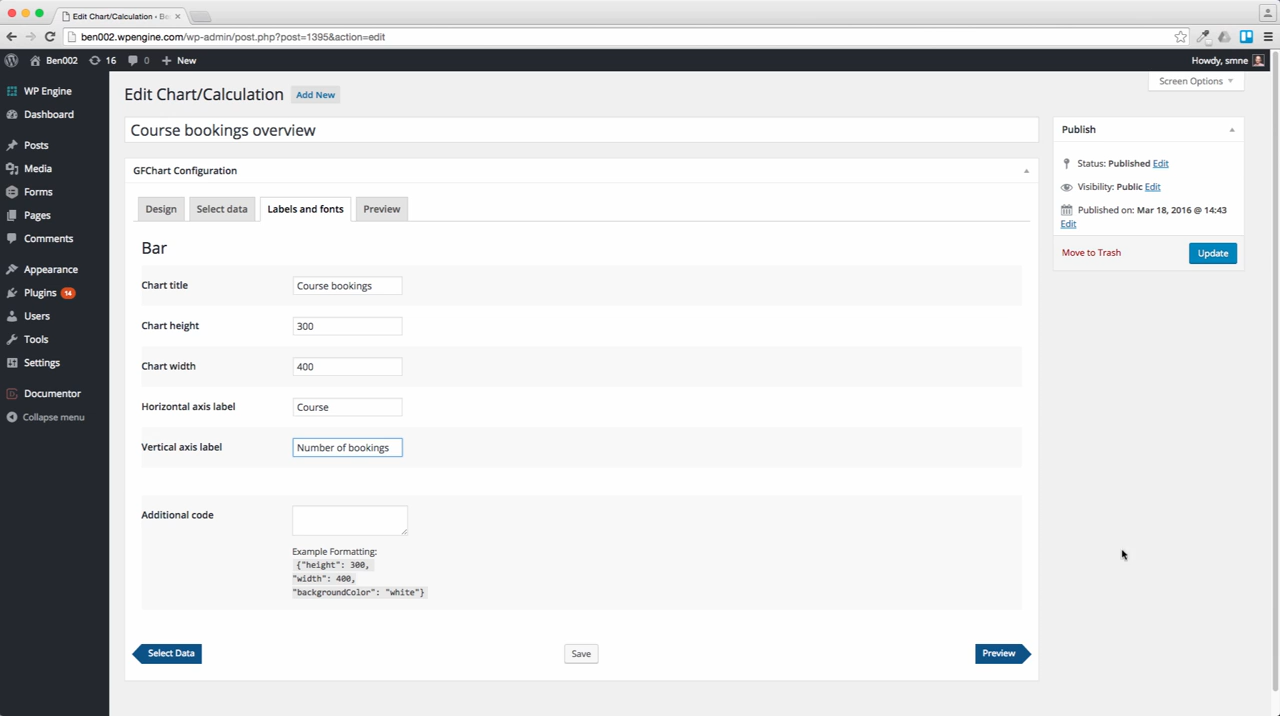 Edit Chart/Calculation ‹ Be
ben002.wpengine.com/wp-admin/post.php?post=1395&action=edit
Ben002 16 0 New Howdy, smne
Screen Options
WP Engine
Dashboard
Posts
Media
Forms
Pages
Comments
Appearance
Plugins 14
Users
Tools
Settings
Documentor
Collapse menu
Edit Chart/Calculation Add New
Course bookings overview
GFChart Configuration
Design Select data Labels and fonts Preview
Bar
Chart title Course bookings
Chart height 300
Chart width 400
Horizontal axis label Course
Vertical axis label Number of bookings
Additional code
Example Formatting:
{"height": 300,
"width": 400,
"backgroundColor": "white"}
Select Data Save Preview
Publish
Status: Published Edit
Visibility: Public Edit
Published on: Mar 18, 2016 @ 14:43
Edit
Move to Trash Update